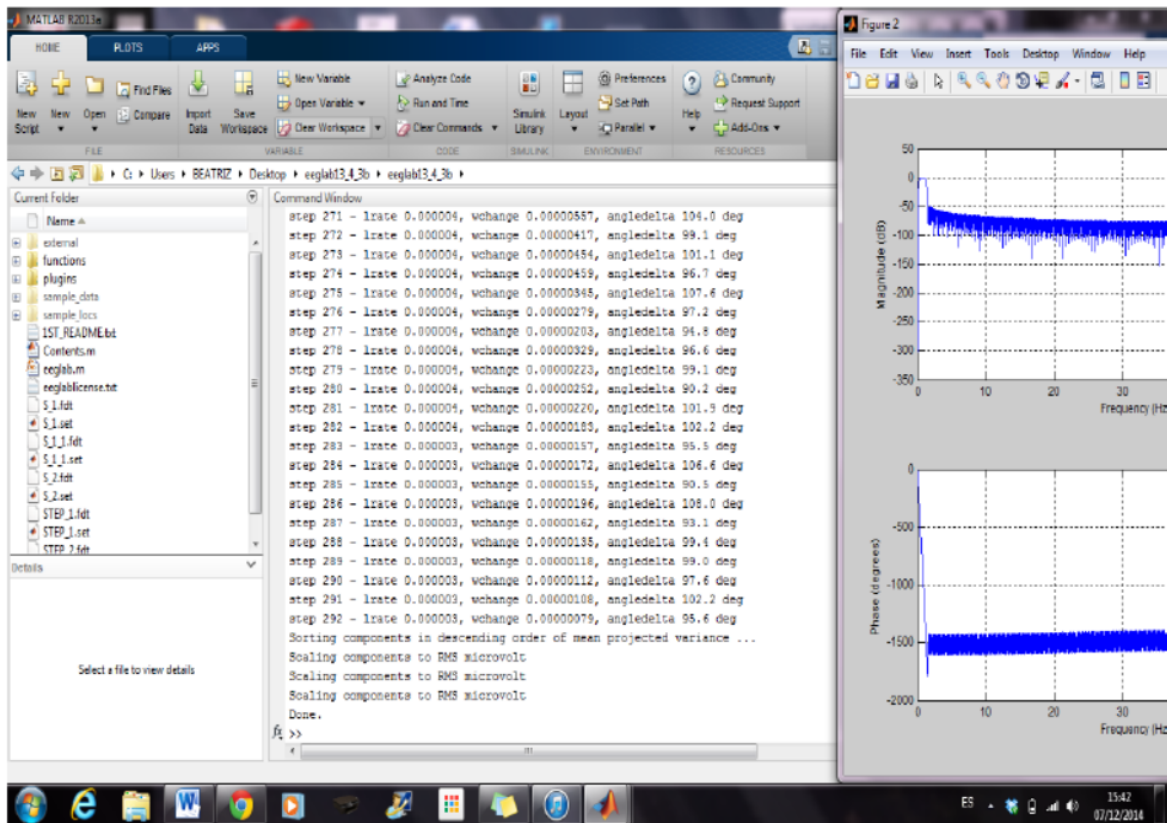 MATLAB R2013a
HOME PLOTS APPS
New Script
New
Open
Find Files
Compare
Import Data
Save Workspace
New Variable
Open Variable
Clear Workspace
Analyze Code
Run and Time
Clear Commands
Simulink Library
Layout
Preferences
Set Path
Parallel
Help
Community
Request Support
Add-Ons
FILE VARIABLE CODE SIMULINK ENVIRONMENT RESOURCES
C: Users BEATRIZ Desktop eeglab13_4_3b eeglab13_4_3b
Current Folder
Name
external
functions
plugins
sample_data
sample_locs
1ST_README.txt
Contents.m
eeglab.m
eeglablicense.txt
S_1.fdt
S_1.set
S_1_1.fdt
S_1_1.set
S_2.fdt
S_2.set
STEP_1.fdt
STEP_1.set
STEP_2.fdt
Details
Select a file to view details
Command Window
step 271 - lrate 0.000004, wchange 0.00000557, angledelta 104.0 deg
step 272 - lrate 0.000004, wchange 0.00000417, angledelta 99.1 deg
step 273 - lrate 0.000004, wchange 0.00000454, angledelta 101.1 deg
step 274 - lrate 0.000004, wchange 0.00000459, angledelta 96.7 deg
step 275 - lrate 0.000004, wchange 0.00000345, angledelta 107.6 deg
step 276 - lrate 0.000004, wchange 0.00000279, angledelta 97.2 deg
step 277 - lrate 0.000004, wchange 0.00000203, angledelta 94.8 deg
step 278 - lrate 0.000004, wchange 0.00000329, angledelta 96.6 deg
step 279 - lrate 0.000004, wchange 0.00000223, angledelta 99.1 deg
step 280 - lrate 0.000004, wchange 0.00000252, angledelta 90.2 deg
step 281 - lrate 0.000004, wchange 0.00000220, angledelta 101.9 deg
step 282 - lrate 0.000004, wchange 0.00000183, angledelta 102.2 deg
step 283 - lrate 0.000003, wchange 0.00000157, angledelta 95.5 deg
step 284 - lrate 0.000003, wchange 0.00000172, angledelta 106.6 deg
step 285 - lrate 0.000003, wchange 0.00000155, angledelta 90.5 deg
step 286 - lrate 0.000003, wchange 0.00000196, angledelta 108.0 deg
step 287 - lrate 0.000003, wchange 0.00000162, angledelta 93.1 deg
step 288 - lrate 0.000003, wchange 0.00000135, angledelta 99.4 deg
step 289 - lrate 0.000003, wchange 0.00000118, angledelta 99.0 deg
step 290 - lrate 0.000003, wchange 0.00000112, angledelta 97.6 deg
step 291 - lrate 0.000003, wchange 0.00000108, angledelta 102.2 deg
step 292 - lrate 0.000003, wchange 0.00000079, angledelta 95.6 deg
Sorting components in descending order of mean projected variance ...
Scaling components to RMS microvolt
Scaling components to RMS microvolt
Scaling components to RMS microvolt
Done.
fx >>
Figure 2
File Edit View Insert Tools Desktop Window Help
Magnitude (dB)
50
0
-50
-100
-150
-200
-250
-300
-350
0 10 20 30
Frequency (Hz
Phase (degrees)
0
-500
-1000
-1500
-2000
0 10 20 30
Frequency (Hz
ES
15:42
07/12/2014